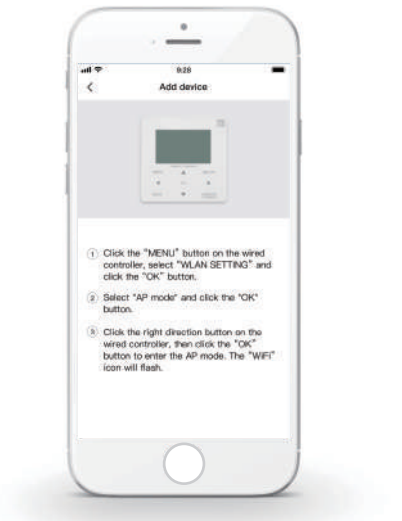 9:28
Add device
1 Click the "MENU" button on the wired
controller, select "WLAN SETTING" and
click the "OK" button.
2 Select "AP mode" and click the "OK"
button.
3 Click the right direction button on the
wired controller, then click the "OK"
button to enter the AP mode. The "WiFi"
icon will flash.